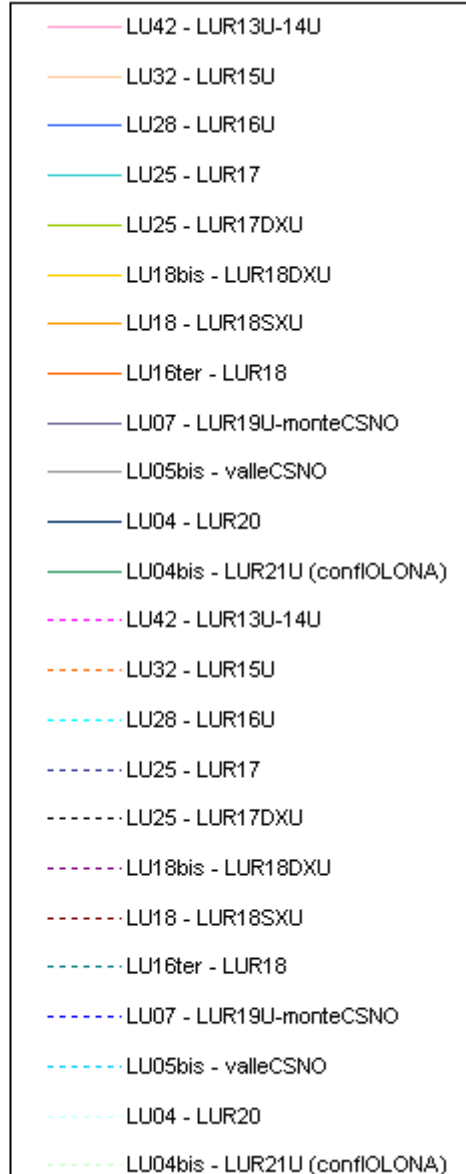 LU42 - LUR13U-14U
LU32 - LUR15U
LU28 - LUR16U
LU25 - LUR17
LU25 - LUR17DXU
LU18bis - LUR18DXU
LU18 - LUR18SXU
LU16ter - LUR18
LU07 - LUR19U-monteCSNO
LU05bis - valleCSNO
LU04 - LUR20
LU04bis - LUR21U (conflOLONA)
LU42 - LUR13U-14U
LU32 - LUR15U
LU28 - LUR16U
LU25 - LUR17
LU25 - LUR17DXU
LU18bis - LUR18DXU
LU18 - LUR18SXU
LU16ter - LUR18
LU07 - LUR19U-monteCSNO
LU05bis - valleCSNO
LU04 - LUR20
LU04bis - LUR21U (conflOLONA)